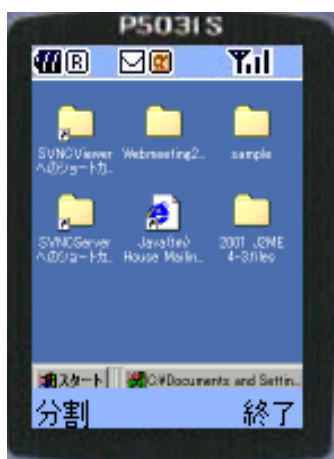 P503iS
R
SVNCViewer
へのショートカ..
Webmeeting2...
sample
SVNCServer
へのショートカ..
Java(tm)
House Mailin...
2001 J2ME
4-3files
スタート
C:¥Documents and Settin...
分割
終了